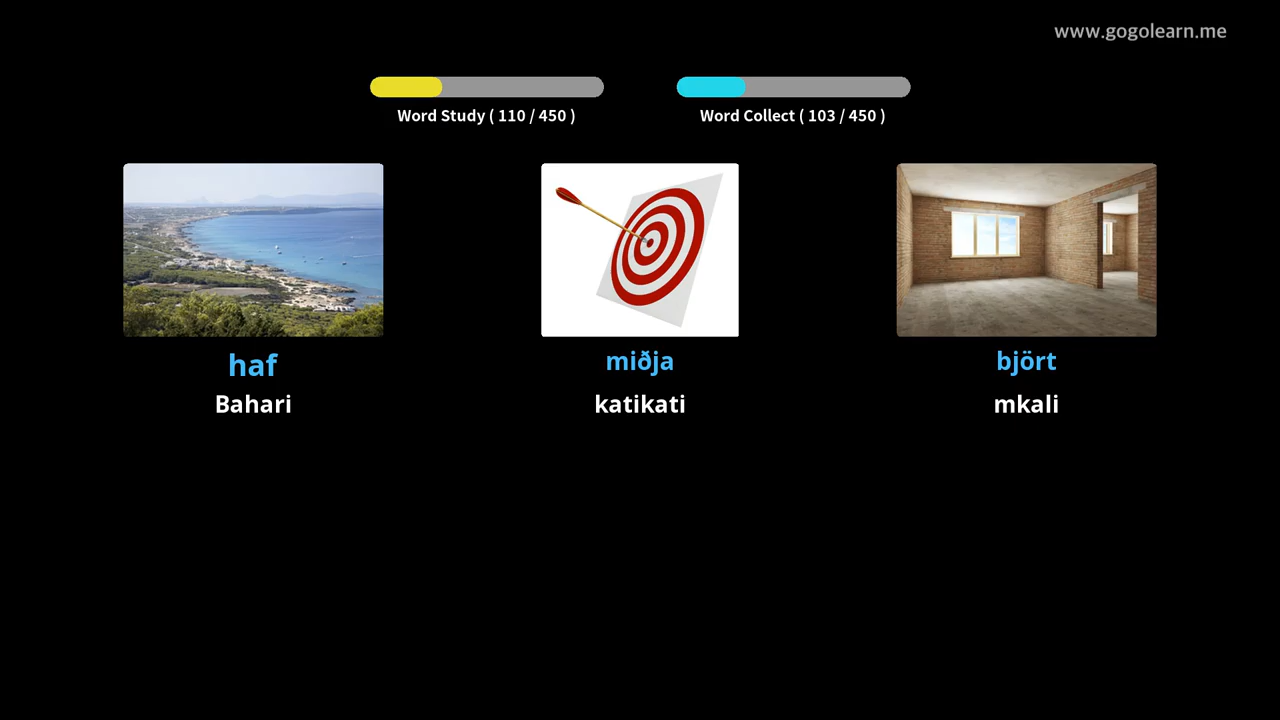 www.gogolearn.me
Word Study ( 110 / 450 )
Word Collect ( 103 / 450 )
haf
Bahari
miðja
katikati
björt
mkali